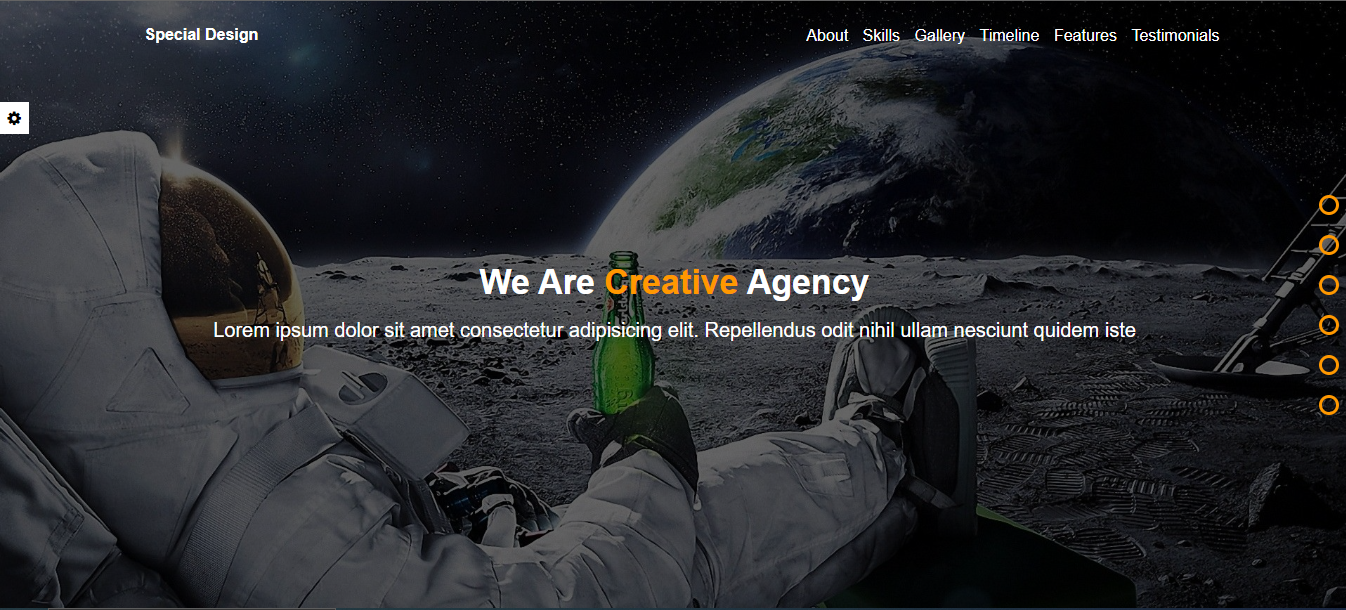 Special Design
About Skills Gallery Timeline Features Testimonials
We Are Creative Agency
Lorem ipsum dolor sit amet consectetur adipisicing elit. Repellendus odit nihil ullam nesciunt quidem iste